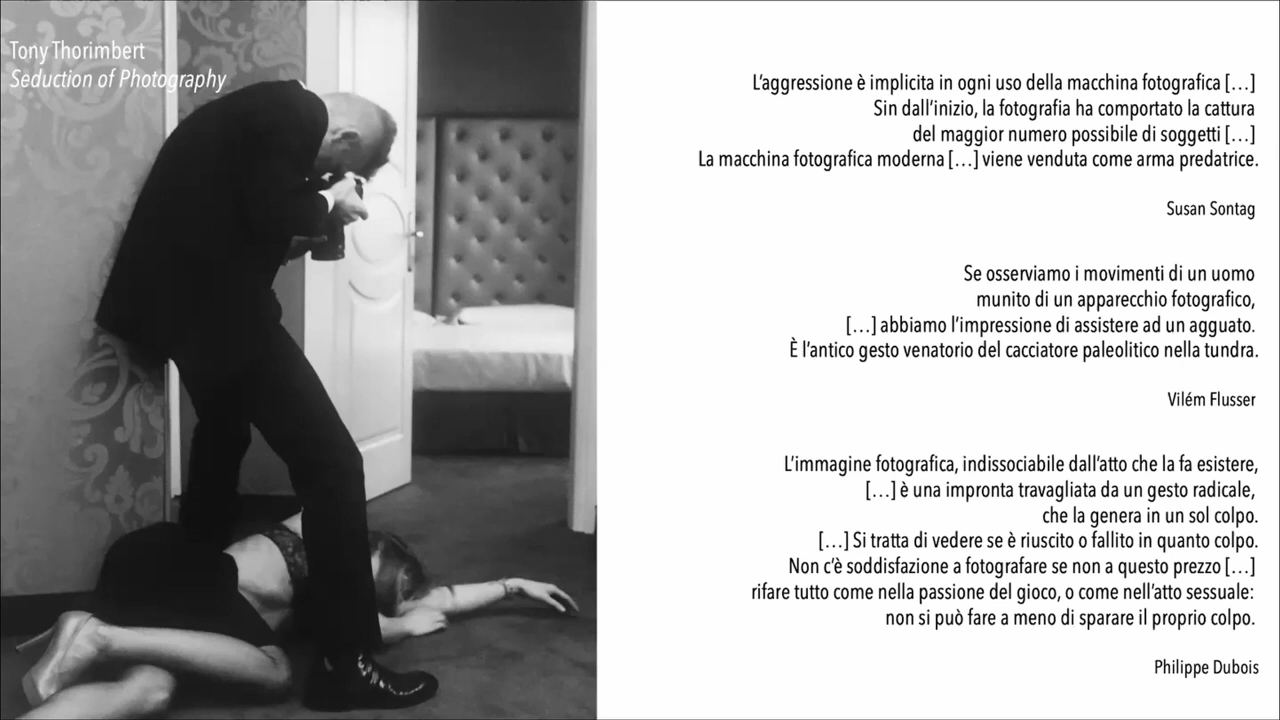 Tony Thorimbert
Seduction of Photography
L'aggressione è implicita in ogni uso della macchina fotografica [...]
Sin dall'inizio, la fotografia ha comportato la cattura
del maggior numero possibile di soggetti [...]
La macchina fotografica moderna [...] viene venduta come arma predatrice.
Susan Sontag
Se osserviamo i movimenti di un uomo
munito di un apparecchio fotografico,
[...] abbiamo l'impressione di assistere ad un agguato.
È l'antico gesto venatorio del cacciatore paleolitico nella tundra.
Vilém Flusser
L'immagine fotografica, indissociabile dall'atto che la fa esistere,
[...] è una impronta travagliata da un gesto radicale,
che la genera in un sol colpo.
[...] Si tratta di vedere se è riuscito o fallito in quanto colpo.
Non c'è soddisfazione a fotografare se non a questo prezzo [...]
rifare tutto come nella passione del gioco, o come nell'atto sessuale:
non si può fare a meno di sparare il proprio colpo.
Philippe Dubois